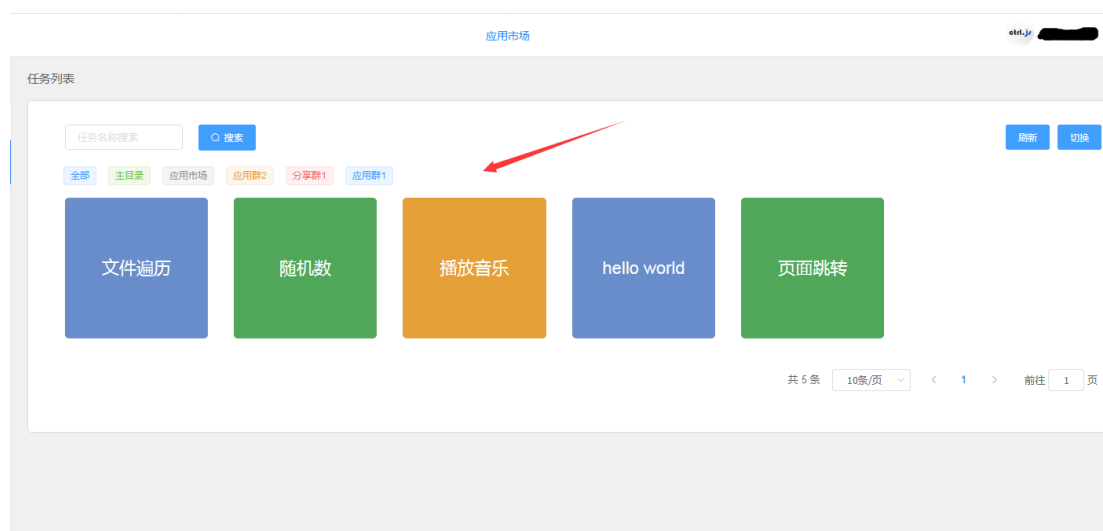 应用市场
ctrl.js
任务列表
任务名称搜索 搜索 刷新 切换
全部 主目录 应用市场 应用群2 分享群1 应用群1
文件遍历 随机数 播放音乐 hello world 页面跳转
共 5 条 10条/页 1 前往 1 页